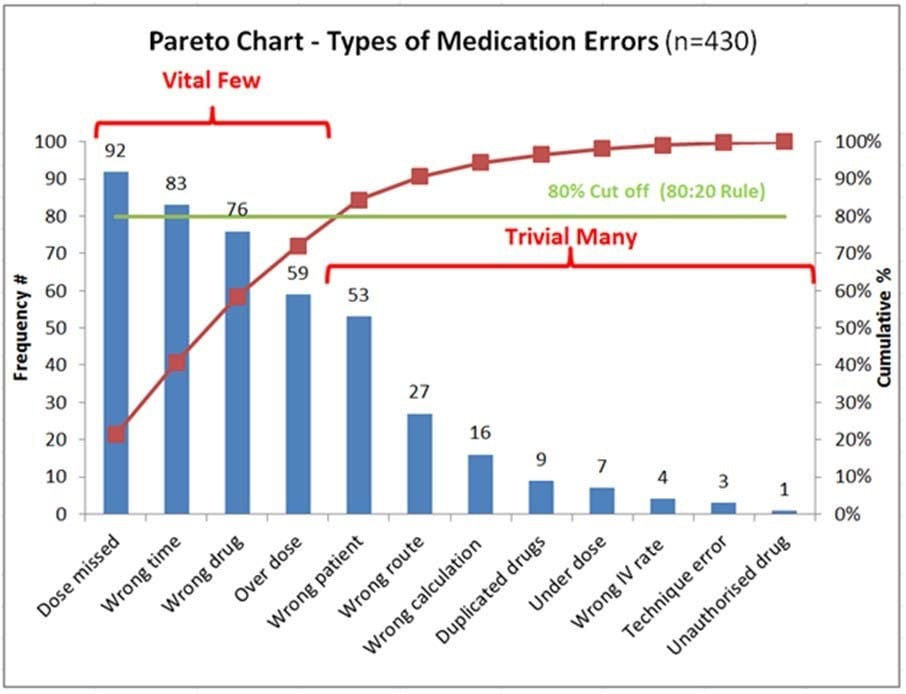 Pareto Chart - Types of Medication Errors (n=430)
Vital Few
100
90
80
70
60
50
40
30
20
10
0
Frequency #
92
83
76
59
53
27
16
9
7
4
3
1
80% Cut off (80:20 Rule)
Trivial Many
100%
90%
80%
70%
60%
50%
40%
30%
20%
10%
0%
Cumulative %
Dose missed
Wrong time
Wrong drug
Over dose
Wrong patient
Wrong route
Wrong calculation
Duplicated drugs
Under dose
Wrong IV rate
Technique error
Unauthorised drug